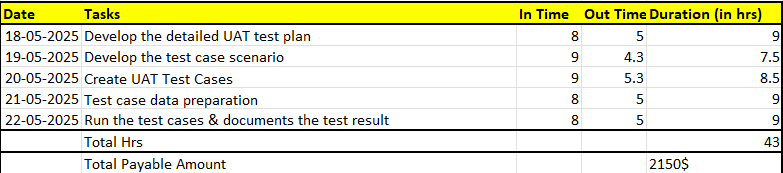 Date Tasks In Time Out Time Duration (in hrs)
18-05-2025 Develop the detailed UAT test plan 8 5 9
19-05-2025 Develop the test case scenario 9 4.3 7.5
20-05-2025 Create UAT Test Cases 9 5.3 8.5
21-05-2025 Test case data preparation 8 5 9
22-05-2025 Run the test cases & documents the test result 8 5 9
Total Hrs 43
Total Payable Amount 2150$